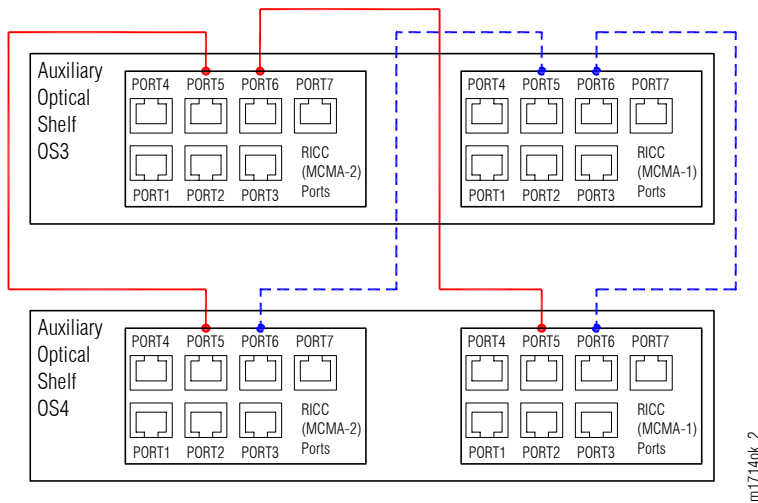 Auxiliary
Optical
Shelf
OS3
PORT4 PORT5 PORT6 PORT7
RICC
(MCMA-2)
Ports
PORT1 PORT2 PORT3
PORT4 PORT5 PORT6 PORT7
RICC
(MCMA-1)
Ports
PORT1 PORT2 PORT3
Auxiliary
Optical
Shelf
OS4
PORT4 PORT5 PORT6 PORT7
RICC
(MCMA-2)
Ports
PORT1 PORT2 PORT3
PORT4 PORT5 PORT6 PORT7
RICC
(MCMA-1)
Ports
PORT1 PORT2 PORT3
m1714ok_2